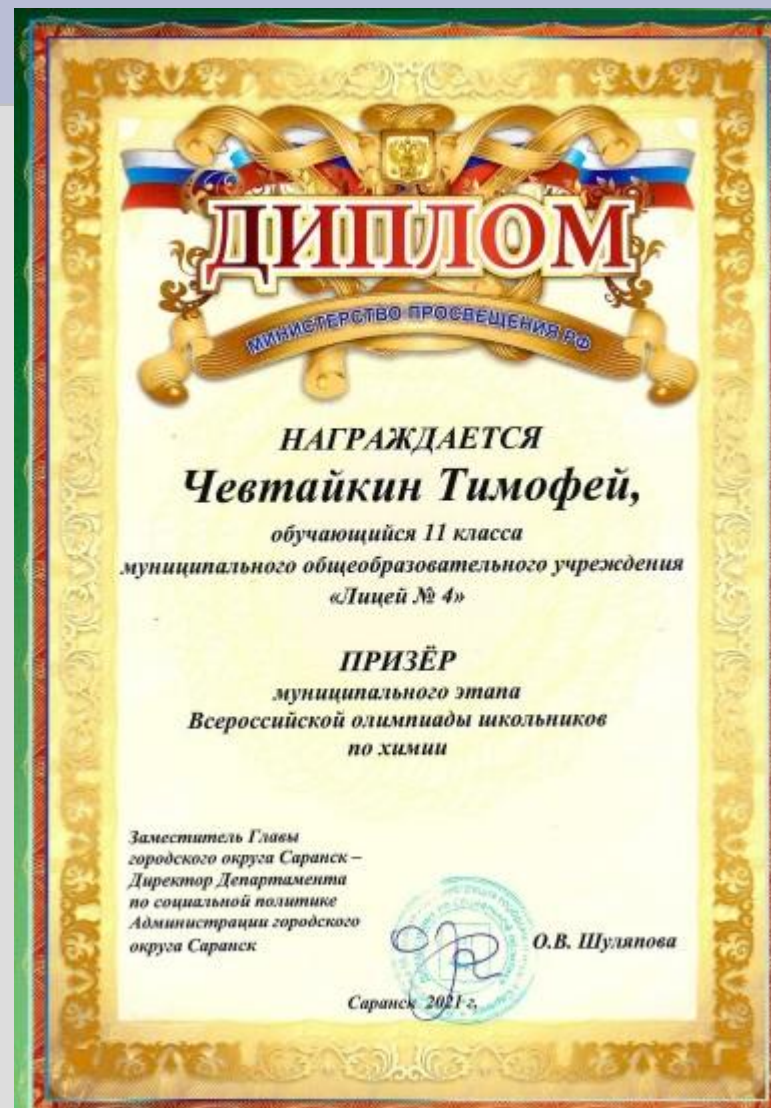 ДИПЛОМ
МИНИСТЕРСТВО ПРОСВЕЩЕНИЯ РФ
НАГРАЖДАЕТСЯ
Чевтайкин Тимофей,
обучающийся 11 класса
муниципального общеобразовательного учреждения
«Лицей № 4»
ПРИЗЁР
муниципального этапа
Всероссийской олимпиады школьников
по химии
Заместитель Главы
городского округа Саранск –
Директор Департамента
по социальной политике
Администрации городского
округа Саранск
О.В. Шуляпова
Саранск 2021 г.